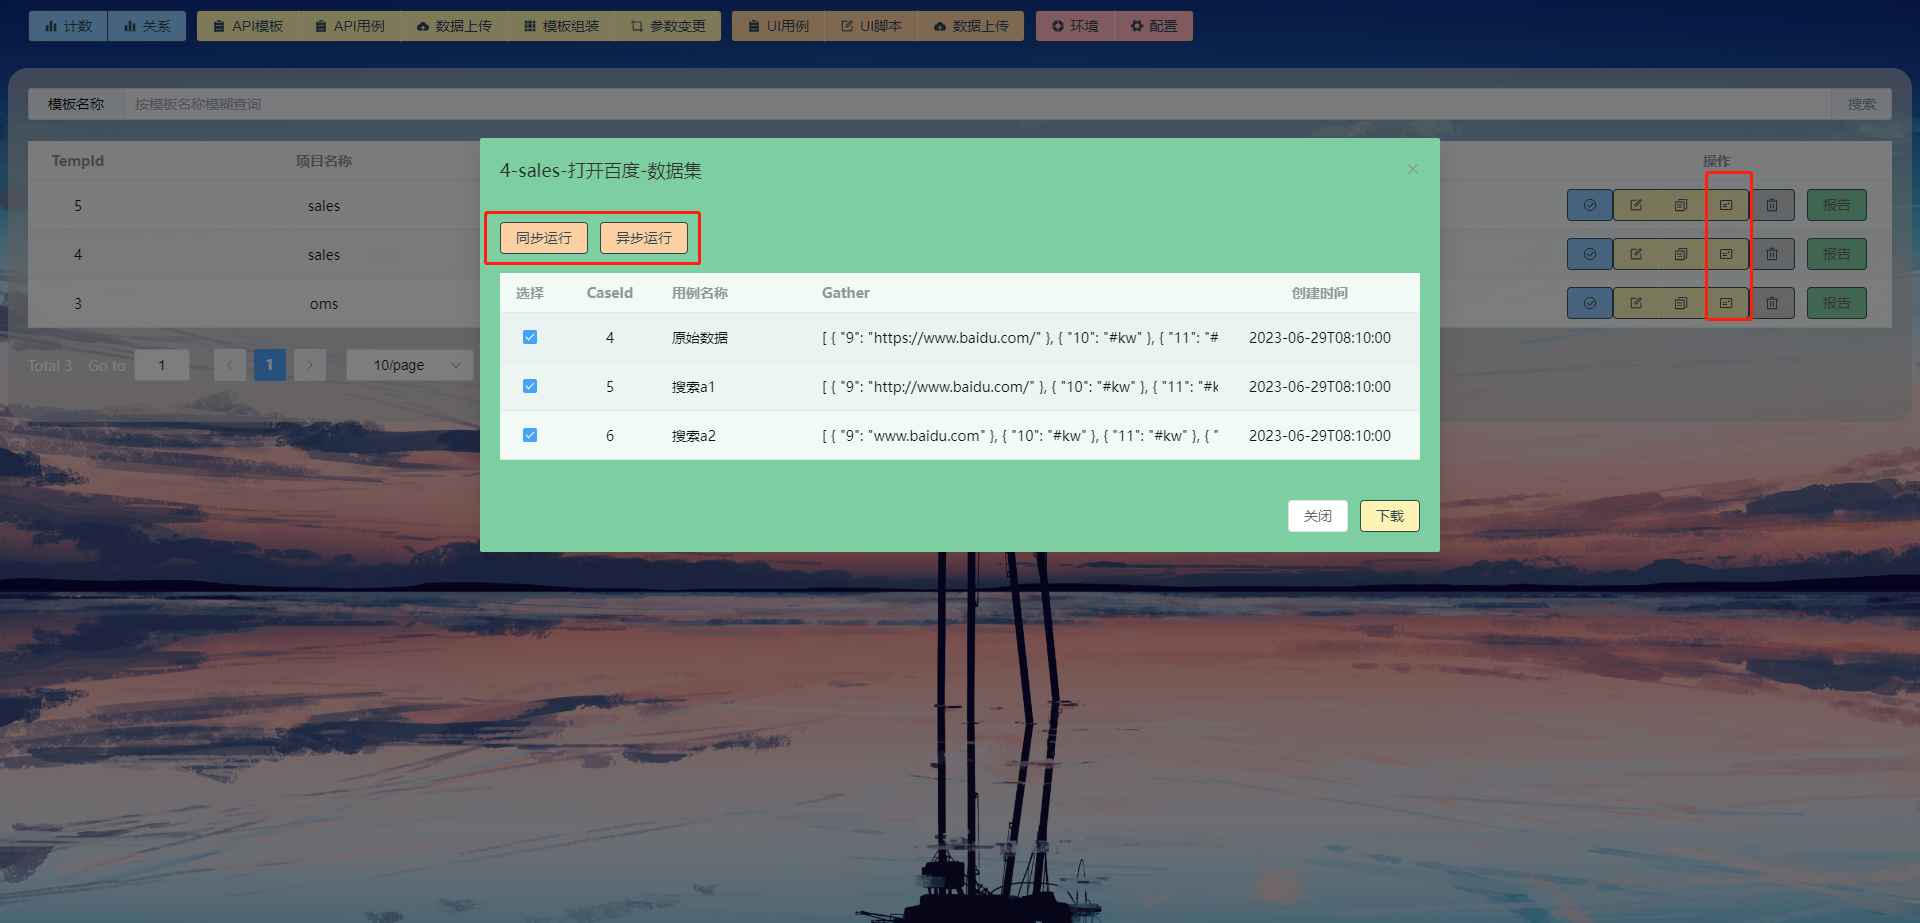 计数 关系 API模板 API用例 数据上传 模板组装 参数变更 UI用例 UI脚本 数据上传 环境 配置
模板名称 按模板名称模糊查询 搜索
TempId 项目名称 操作
5 sales 报告
4 sales 报告
3 oms 报告
Total 3 Go to 1 1 10/page
4-sales-打开百度-数据集
同步运行 异步运行
选择 CaseId 用例名称 Gather 创建时间
4 原始数据 [ { "9": "https://www.baidu.com/" }, { "10": "#kw" }, { "11": "# 2023-06-29T08:10:00
5 搜索a1 [ { "9": "http://www.baidu.com/" }, { "10": "#kw" }, { "11": "#k 2023-06-29T08:10:00
6 搜索a2 [ { "9": "www.baidu.com" }, { "10": "#kw" }, { "11": "#kw" }, { " 2023-06-29T08:10:00
关闭 下载